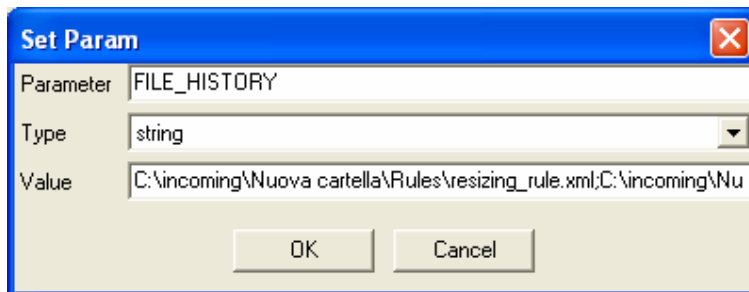 Set Param
Parameter FILE_HISTORY
Type string
Value C:\incoming\Nuova cartella\Rules\resizing_rule.xml;C:\incoming\Nu
OK Cancel